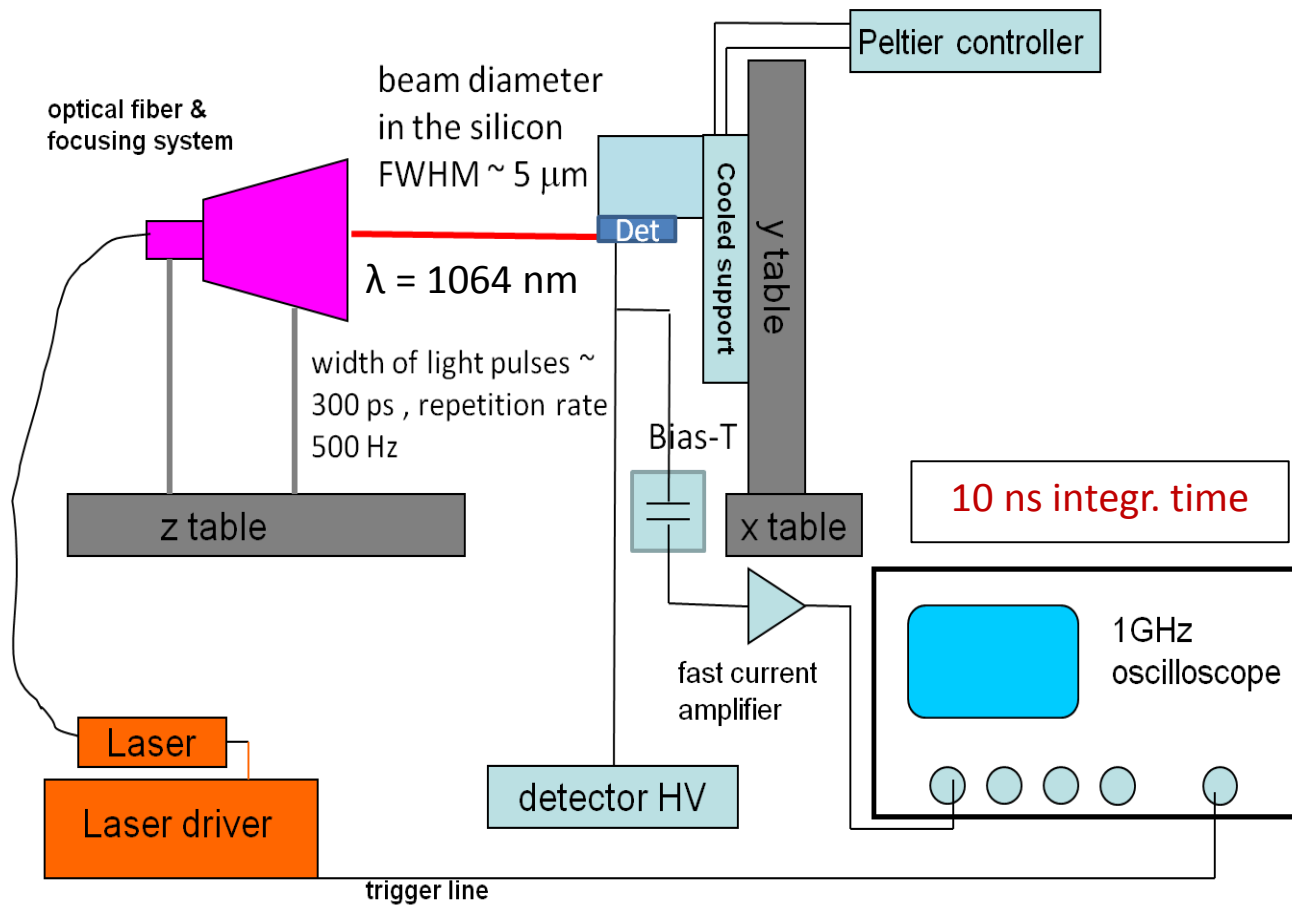 Peltier controller
optical fiber &
focusing system
beam diameter
in the silicon
FWHM ~ 5 μm
Cooled support
y table
Det
λ = 1064 nm
width of light pulses ~
300 ps , repetition rate
500 Hz
Bias-T
10 ns integr. time
z table
x table
1GHz
oscilloscope
fast current
amplifier
Laser
detector HV
Laser driver
trigger line